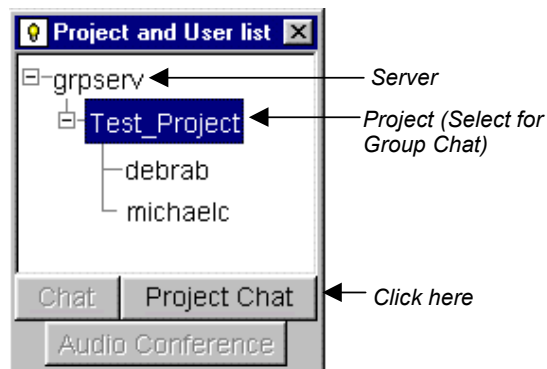 Project and User list
grpserv
Server
Test_Project
Project (Select for
Group Chat)
debrab
michaelc
Chat
Project Chat
Click here
Audio Conference